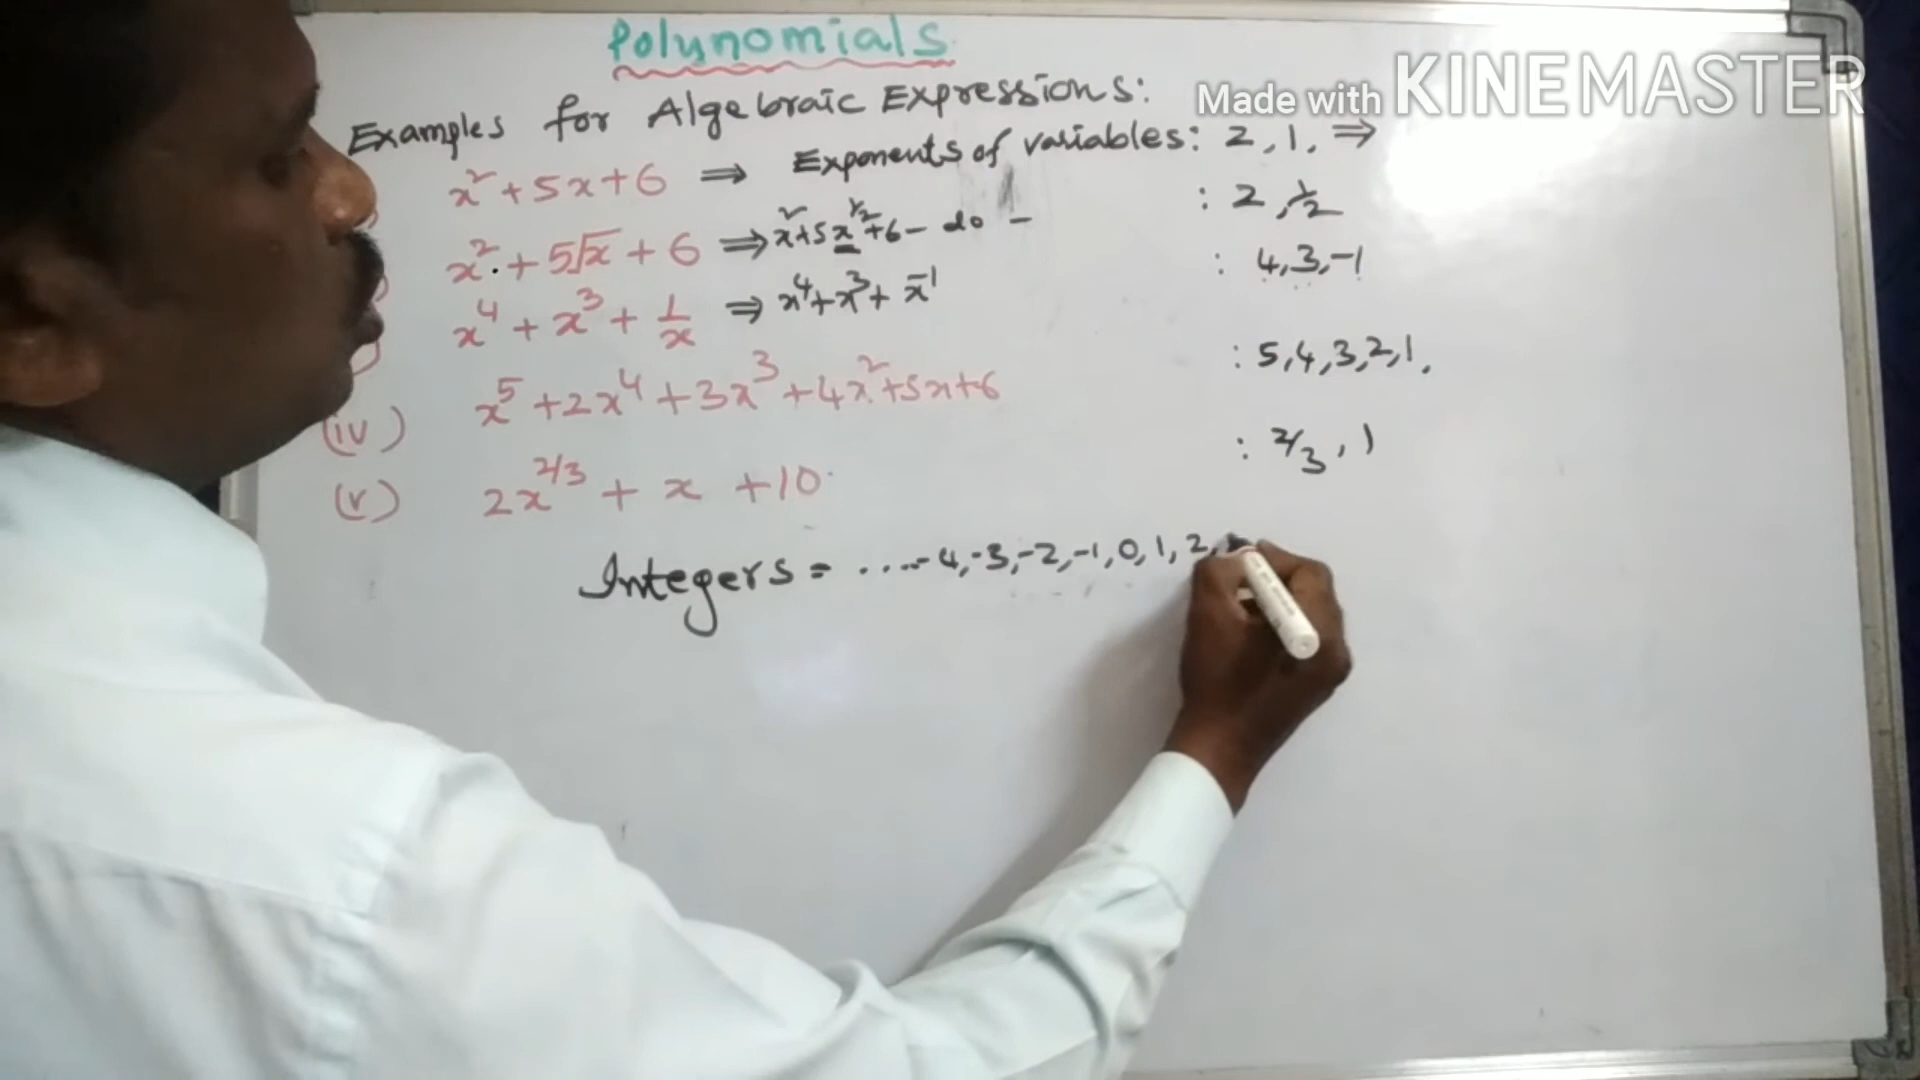 Polynomials
Made with KINEMASTER
Examples for Algebraic Expressions:
x² + 5x + 6 ⇒ Exponents of variables: 2, 1, ⇒
x² + 5√x + 6 ⇒ x² + 5x^1/2 + 6 - do - : 2, 1/2
x⁴ + x³ + 1/x ⇒ x⁴ + x³ + x⁻¹ : 4, 3, -1
(iv) x⁵ + 2x⁴ + 3x³ + 4x² + 5x + 6 : 5, 4, 3, 2, 1,
(v) 2x^2/3 + x + 10 : 2/3, 1
Integers = ....-4, -3, -2, -1, 0, 1, 2,